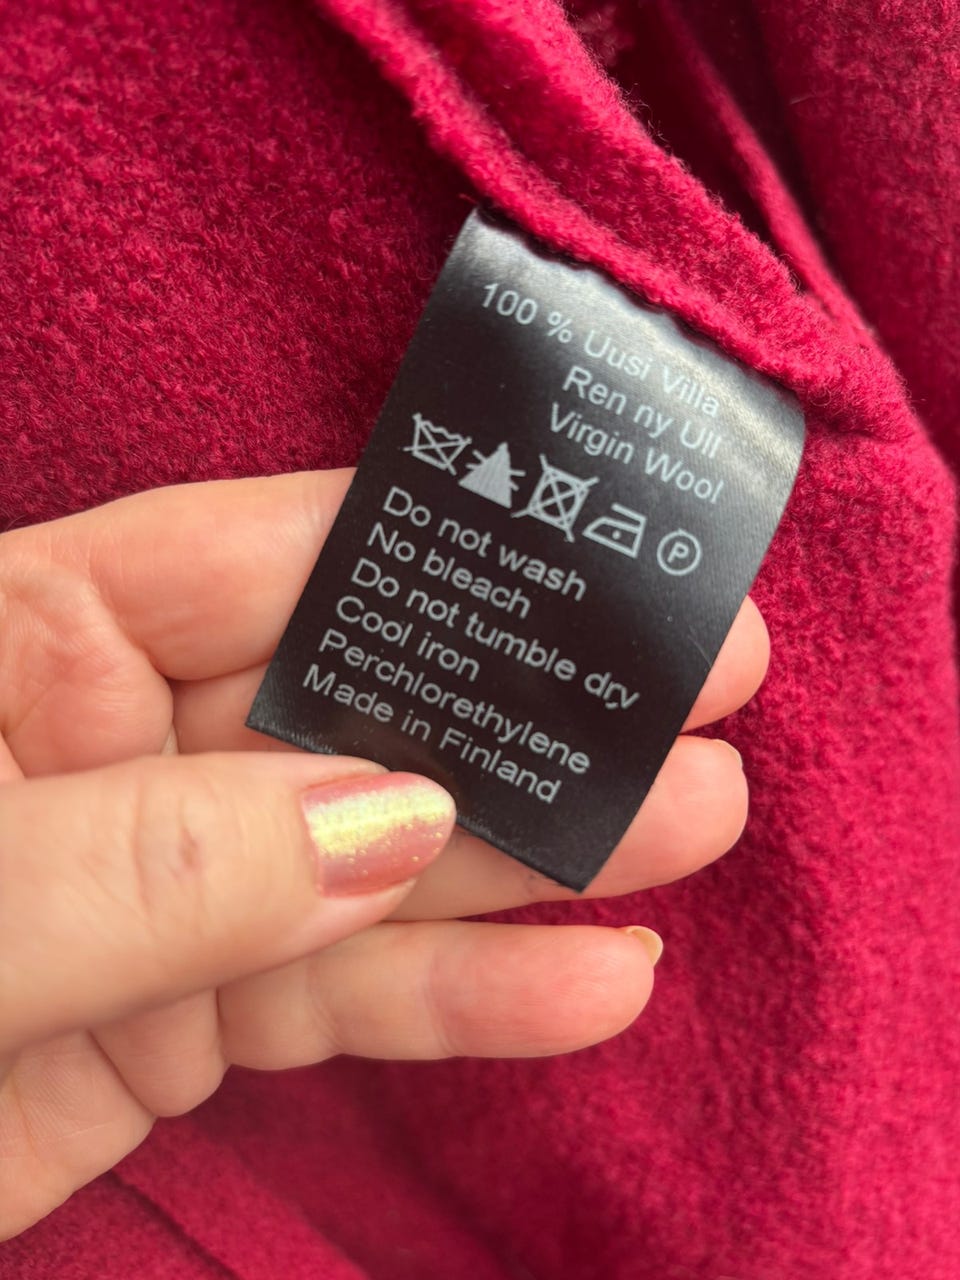 100 % Uusi Villa
Ren ny Ull
Virgin Wool
P
Do not wash
No bleach
Do not tumble dry
Cool iron
Perchlorethylene
Made in Finland